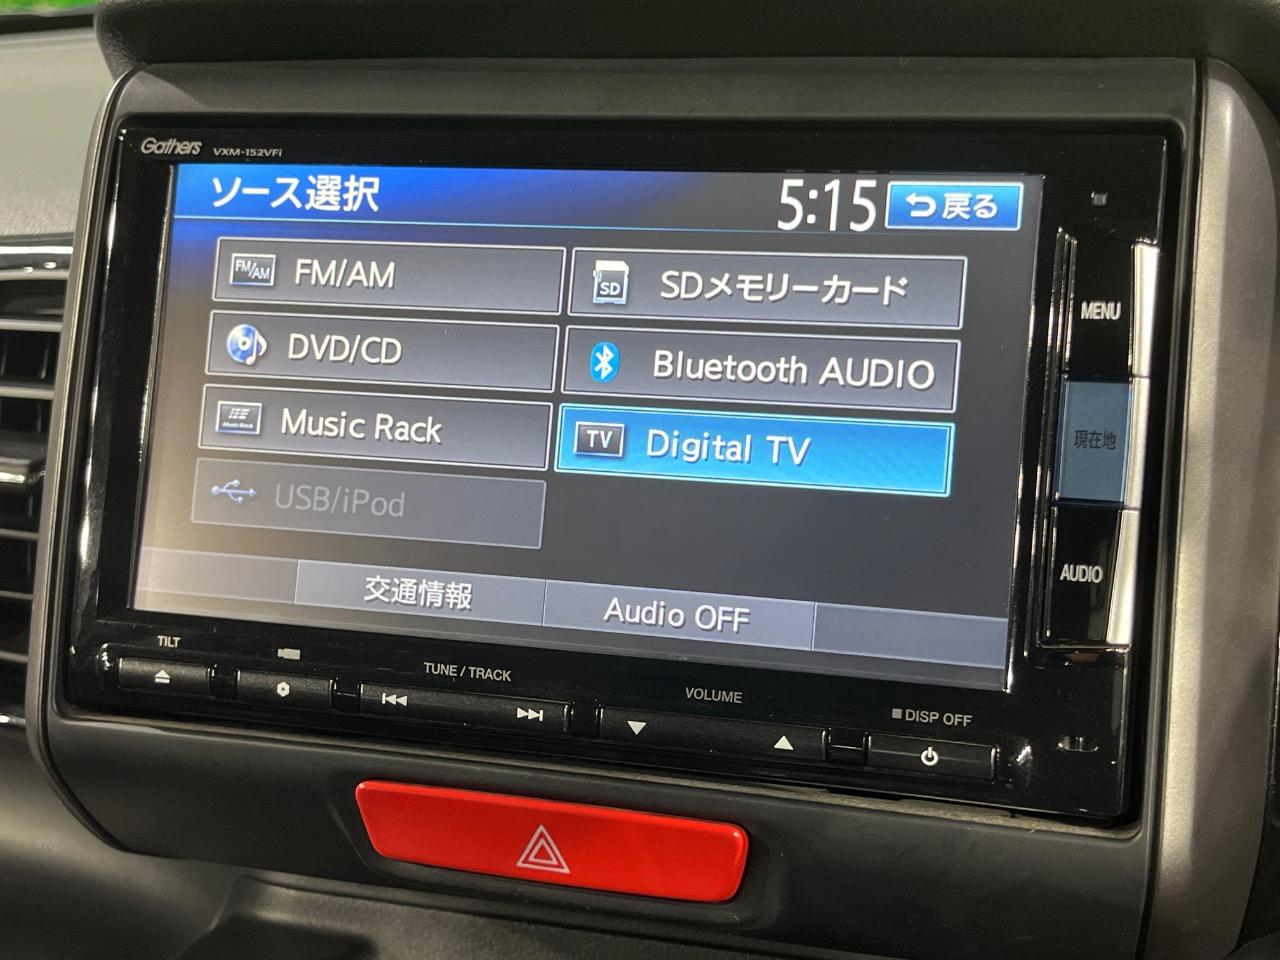 Gathers VXM-152VFi
ソース選択 5:15 戻る
FM/AM FM/AM
SD SDメモリーカード
DVD/CD
Bluetooth AUDIO
Music Rack Music Rack
TV Digital TV
USB/iPod
交通情報 Audio OFF
MENU
現在地
AUDIO
TILT
TUNE / TRACK
VOLUME
DISP OFF